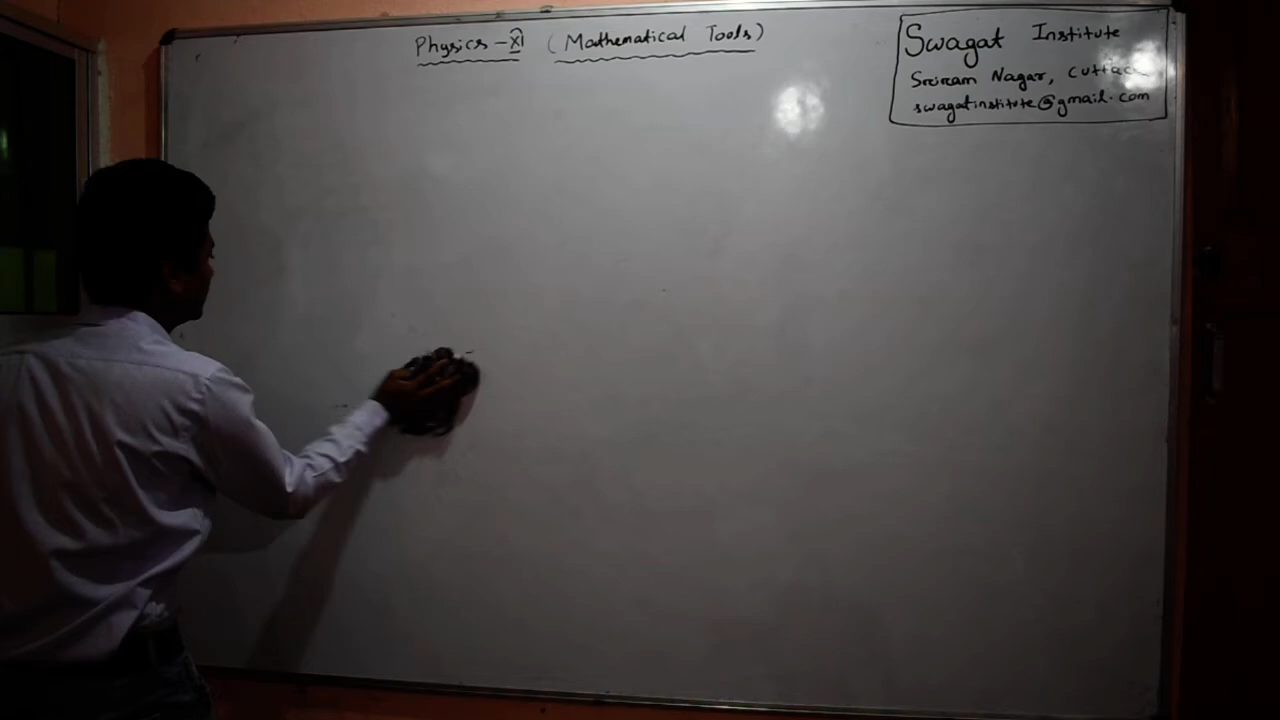 Physics - XI (Mathematical Tools)
Swagat Institute
Sriram Nagar, Cuttack
swagatinstitute@gmail.com